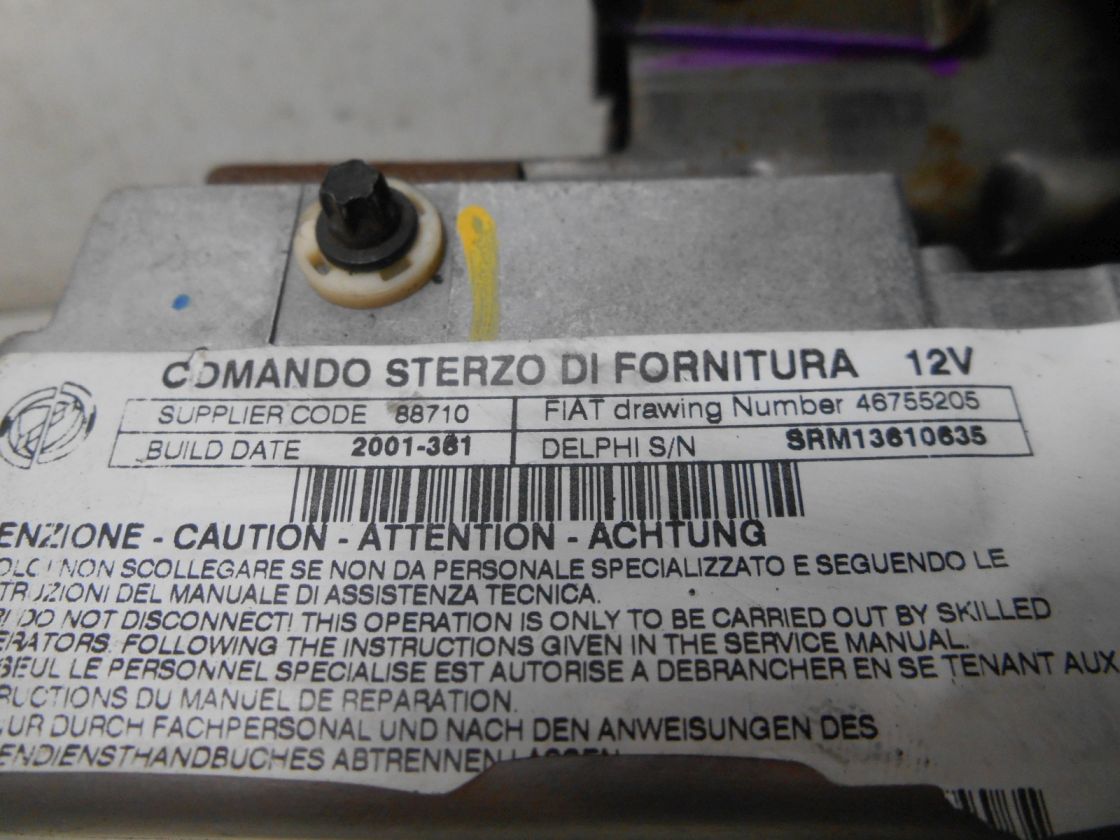 COMANDO STERZO DI FORNITURA 12V
SUPPLIER CODE 88710 FIAT drawing Number 46755205
BUILD DATE 2001-361 DELPHI S/N SRM13610635
ENZIONE - CAUTION - ATTENTION - ACHTUNG
NON SCOLLEGARE SE NON DA PERSONALE SPECIALIZZATO E SEGUENDO LE
TRUZIONI DEL MANUALE DI ASSISTENZA TECNICA.
DO NOT DISCONNECT! THIS OPERATION IS ONLY TO BE CARRIED OUT BY SKILLED
ERATORS. FOLLOWING THE INSTRUCTIONS GIVEN IN THE SERVICE MANUAL.
SEUL LE PERSONNEL SPECIALISE EST AUTORISE A DEBRANCHER EN SE TENANT AUX
RUCTIONS DU MANUEL DE REPARATION.
UR DURCH FACHPERSONAL UND NACH DEN ANWEISUNGEN DES
ENDIENSTHANDBUCHES ABTRENNEN